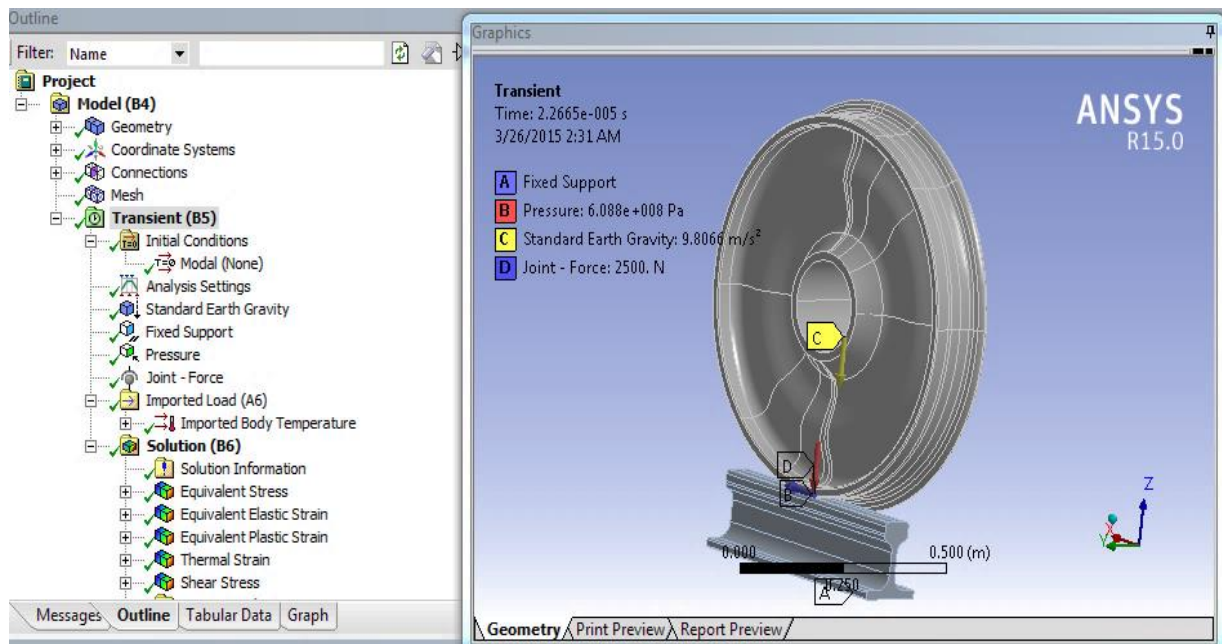 Outline
Filter: Name
Project
Model (B4)
Geometry
Coordinate Systems
Connections
Mesh
Transient (B5)
Initial Conditions
Modal (None)
Analysis Settings
Standard Earth Gravity
Fixed Support
Pressure
Joint - Force
Imported Load (A6)
Imported Body Temperature
Solution (B6)
Solution Information
Equivalent Stress
Equivalent Elastic Strain
Equivalent Plastic Strain
Thermal Strain
Shear Stress
Messages Outline Tabular Data Graph
Graphics
Transient
Time: 2.2665e-005 s
3/26/2015 2:31 AM
A Fixed Support
B Pressure: 6.088e+008 Pa
C Standard Earth Gravity: 9.8066 m/s²
D Joint - Force: 2500. N
ANSYS
R15.0
C
D
B
Z
X
Y
0.000 0.500 (m)
0.250
A
Geometry Print Preview Report Preview